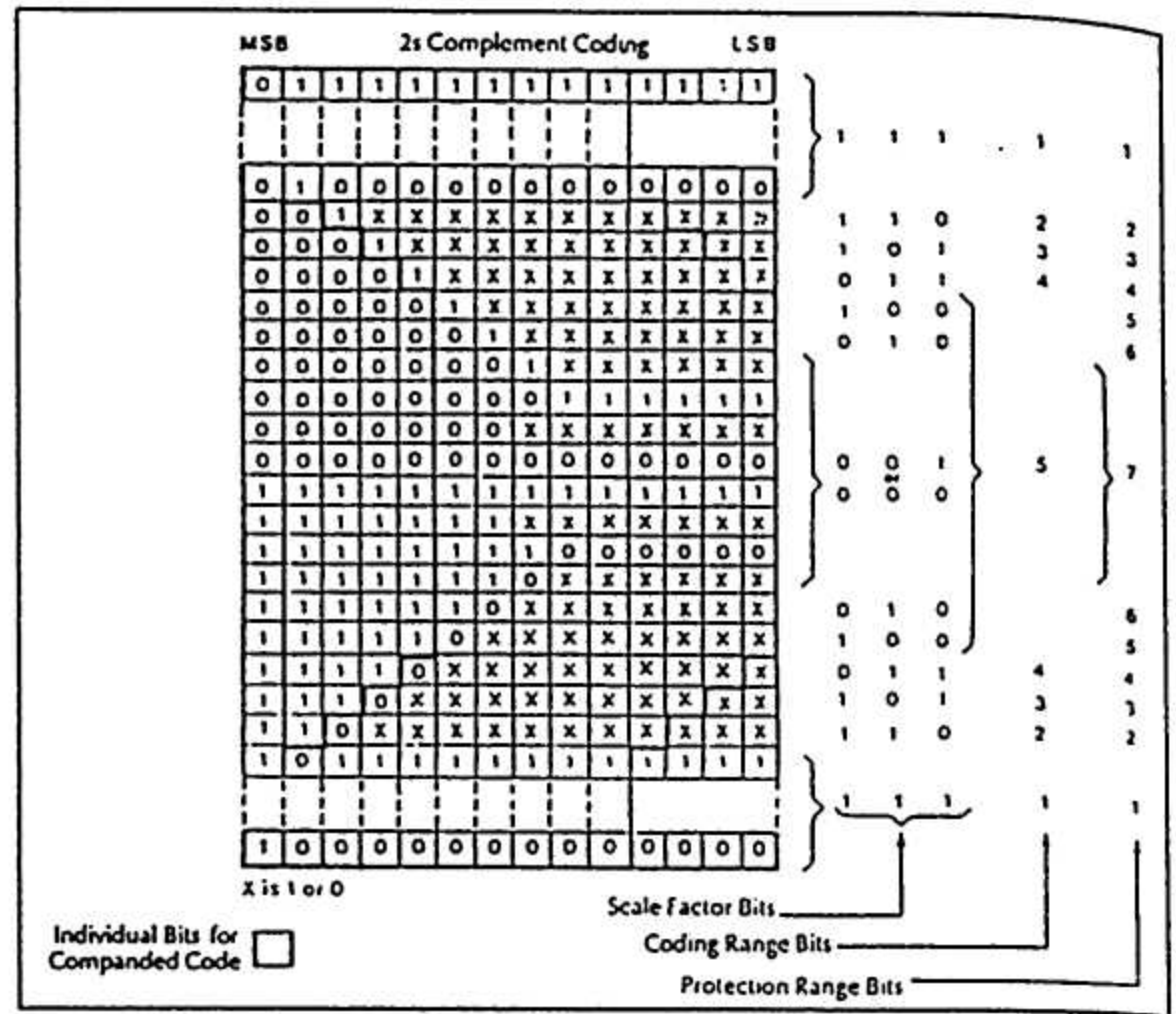 MSB 2s Complement Coding LSB
0 1 1 1 1 1 1 1 1 1 1 1 1 1
1 1 1 1 1
0 1 0 0 0 0 0 0 0 0 0 0 0 0
0 0 1 X X X X X X X X X X 1 1 0 2 2
0 0 0 1 X X X X X X X X X X 1 0 1 3 3
0 0 0 0 1 X X X X X X X X X 0 1 1 4 4
0 0 0 0 0 1 X X X X X X X X 1 0 0 5
0 0 0 0 0 0 1 X X X X X X X 0 1 0 6
0 0 0 0 0 0 0 1 X X X X X X
0 0 0 0 0 0 0 0 1 1 1 1 1 1
0 0 0 0 0 0 0 X X X X X X X
0 0 0 0 0 0 0 0 0 0 0 0 0 0 0 0 1 5 7
1 1 1 1 1 1 1 1 1 1 1 1 1 1 0 0 0
1 1 1 1 1 1 1 X X X X X X X
1 1 1 1 1 1 1 1 0 0 0 0 0 0
1 1 1 1 1 1 1 0 X X X X X X
1 1 1 1 1 1 0 X X X X X X X 0 1 0 6
1 1 1 1 1 0 X X X X X X X X 1 0 0 5
1 1 1 1 0 X X X X X X X X X 0 1 1 4 4
1 1 1 0 X X X X X X X X X X 1 0 1 3 3
1 1 0 X X X X X X X X X X X 1 1 0 2 2
1 0 1 1 1 1 1 1 1 1 1 1 1 1
1 1 1 1 1
1 0 0 0 0 0 0 0 0 0 0 0 0 0
X is 1 or 0
Scale Factor Bits
Individual Bits for
Companded Code
Coding Range Bits
Protection Range Bits